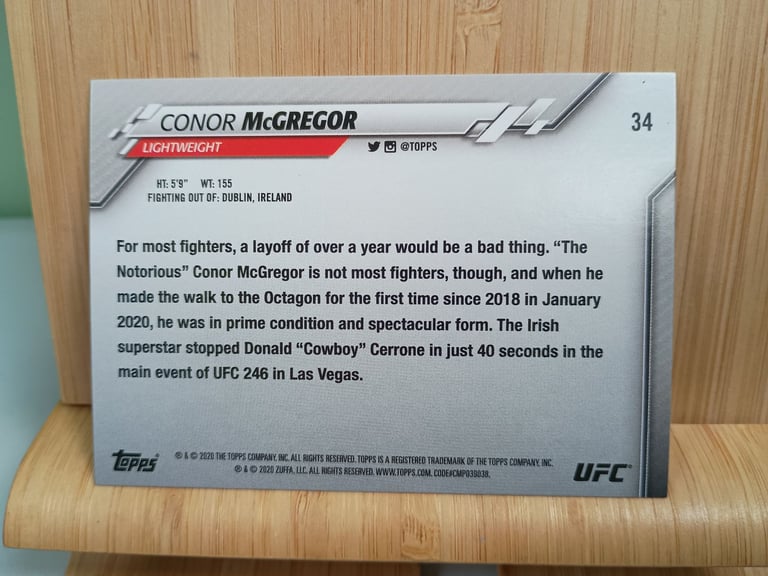 CONOR McGREGOR
34
LIGHTWEIGHT
@TOPPS
HT: 5'9" WT: 155
FIGHTING OUT OF: DUBLIN, IRELAND
For most fighters, a layoff of over a year would be a bad thing. “The
Notorious” Conor McGregor is not most fighters, though, and when he
made the walk to the Octagon for the first time since 2018 in January
2020, he was in prime condition and spectacular form. The Irish
superstar stopped Donald “Cowboy” Cerrone in just 40 seconds in the
main event of UFC 246 in Las Vegas.
Topps
® & © 2020 THE TOPPS COMPANY, INC. ALL RIGHTS RESERVED. TOPPS IS A REGISTERED TRADEMARK OF THE TOPPS COMPANY, INC.
® & © 2020 ZUFFA, LLC. ALL RIGHTS RESERVED. WWW.TOPPS.COM. CODE#CMP039038.
UFC